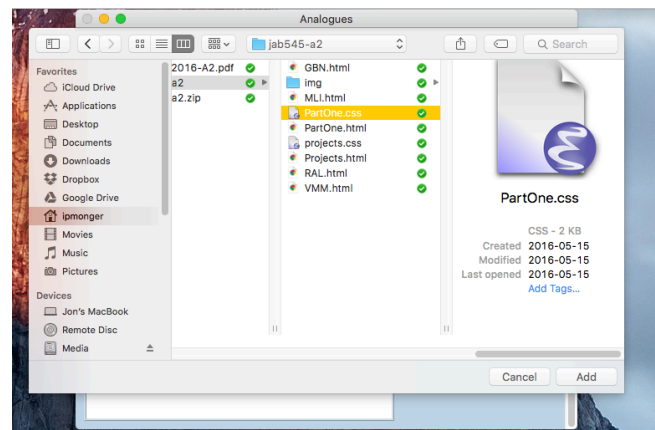 Analogues
jab545-a2
Search
Favorites
iCloud Drive
Applications
Desktop
Documents
Downloads
Dropbox
Google Drive
ipmonger
Movies
Music
Pictures
Devices
Jon's MacBook
Remote Disc
Media
2016-A2.pdf
a2
a2.zip
GBN.html
img
MLI.html
PartOne.css
PartOne.html
projects.css
Projects.html
RAL.html
VMM.html
PartOne.css
CSS - 2 KB
Created 2016-05-15
Modified 2016-05-15
Last opened 2016-05-15
Add Tags...
Cancel
Add